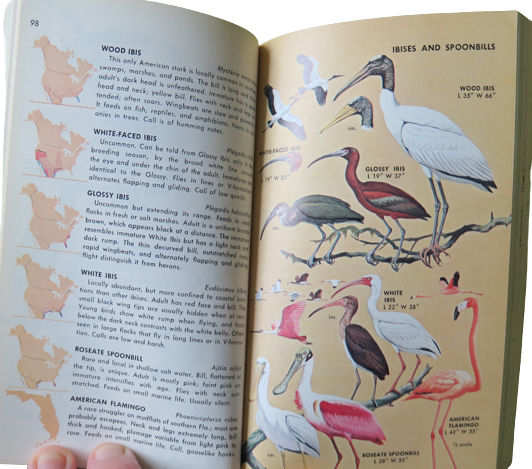 98
WOOD IBIS
Mycteria
This only American stork is locally common in
swamps, marshes, and ponds. The bill is long and
adult's dark head is unfeathered. Immature has a
head and neck; yellow bill. Flies with neck and legs
tended; often soars. Wingbeats are slow and
It feeds on fish, reptiles, and amphibians. Nests in
onies in trees. Call is of humming notes.
WHITE-FACED IBIS
Plegadis
Uncommon. Can be told from Glossy Ibis, only in the
breeding season, by the broad white line around
the eye and under the chin of the adult. Immature
identical to the Glossy. Flies in lines or V-formation,
alternates flapping and gliding. Call of low quacks.
GLOSSY IBIS
Plegadis falcinellus
Uncommon but extending its range. Feeds in small
flocks in fresh or salt marshes. Adult is a uniform bronzy
brown, which appears black at a distance. The immature
resembles immature White Ibis but has a light neck and
dark rump. The thin decurved bill, outstretched neck,
rapid wingbeats, and alternately flapping and gliding
flight distinguish it from herons.
WHITE IBIS
Eudocimus albus
Locally abundant, but more confined to coastal
tions than other ibises. Adult has red face and bill. The
small black wing tips are usually hidden when at rest.
Young birds show white rump when flying, and from
below the dark neck contrasts with the white belly. Often
seen in large flocks that fly in long lines or in V-forma-
tion. Calls are low and harsh.
ROSEATE SPOONBILL
Ajaia ajaja
Rare and local in shallow salt water. Bill, flattened at
the tip, is unique. Adult is mostly pink; faint pink on
immature intensifies with age. Flies with neck out-
stretched. Feeds on small marine life. Usually silent.
AMERICAN FLAMINGO
Phoenicopterus ruber
A rare straggler on mudflats of southern Fla.; most are
probably escapes. Neck and legs extremely long, bill
thick and hooked, plumage variable from light pink to
rose. Feeds on small marine life. Call, gooselike honks.
IBISES AND SPOONBILLS
WOOD IBIS
L 35" W 66"
im.
WHITE-FACED IBIS
L 19" W 37"
GLOSSY IBIS
L 19" W 37"
im.
WHITE
IBIS
L 22" W 38"
im.
AMERICAN
FLAMINGO
L 42" W 55"
ROSEATE SPOONBILL
L 28" W 53"